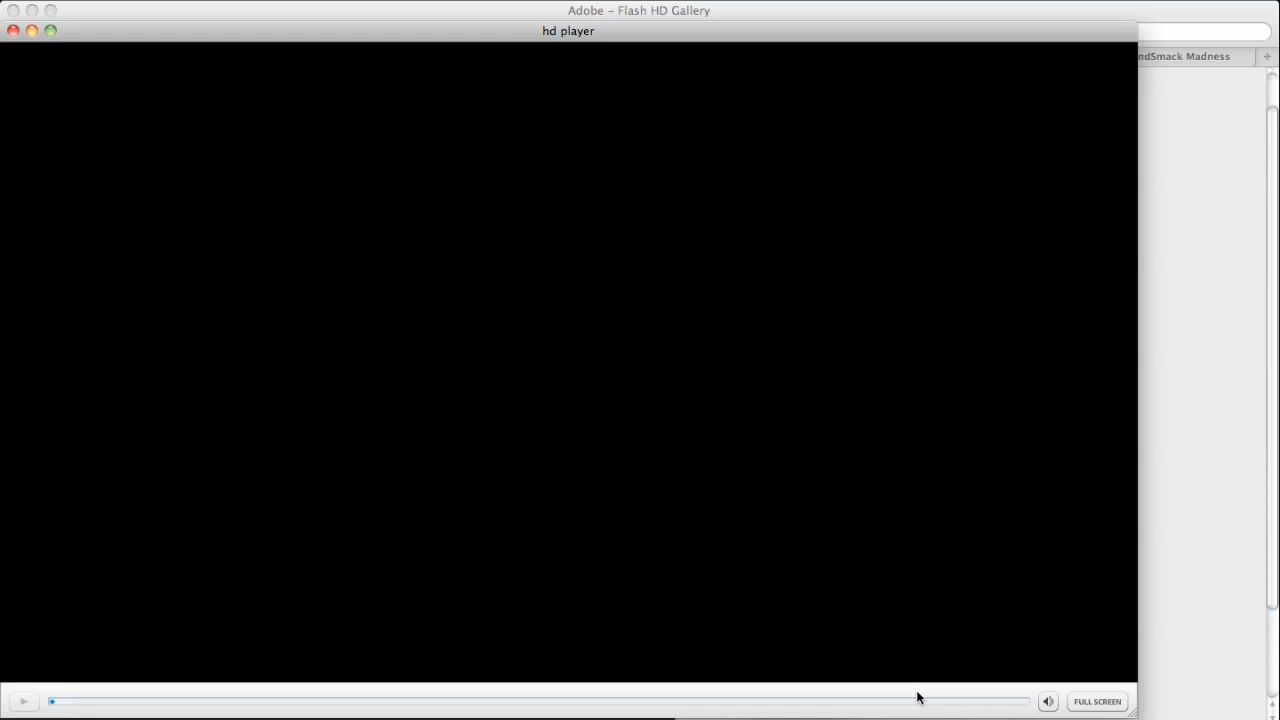 Adobe – Flash HD Gallery
hd player
ndSmack Madness
FULL SCREEN